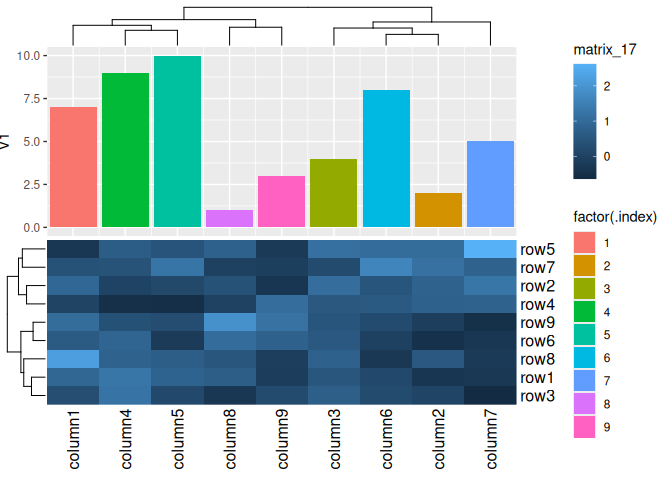 10.0
7.5
5.0
2.5
0.0
V1
row5
row7
row2
row4
row9
row6
row8
row1
row3
column1 column4 column5 column8 column9 column3 column6 column2 column7
matrix_17
2
1
0
factor(.index)
1
2
3
4
5
6
7
8
9